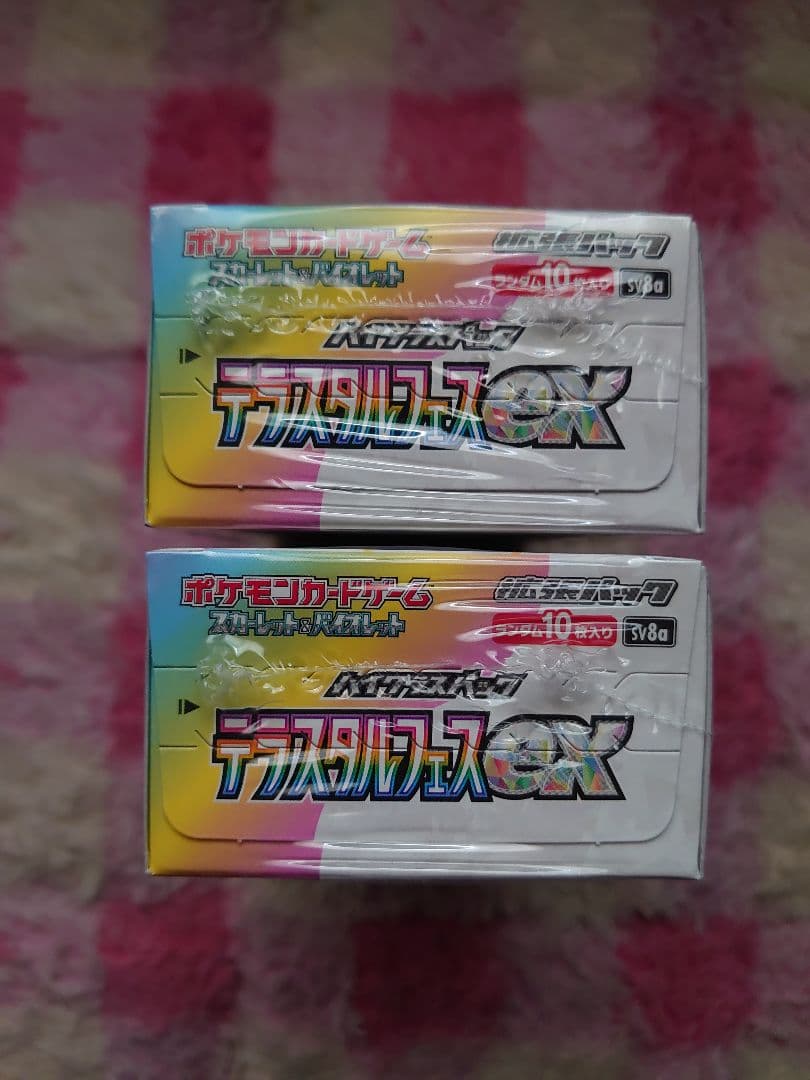 ポケモンカードゲーム 拡張パック
スカーレット&バイオレット ランダム10枚入り SV8a
ハイクラスパック
テラスタルフェスex
ポケモンカードゲーム 拡張パック
スカーレット&バイオレット ランダム10枚入り SV8a
ハイクラスパック
テラスタルフェスex